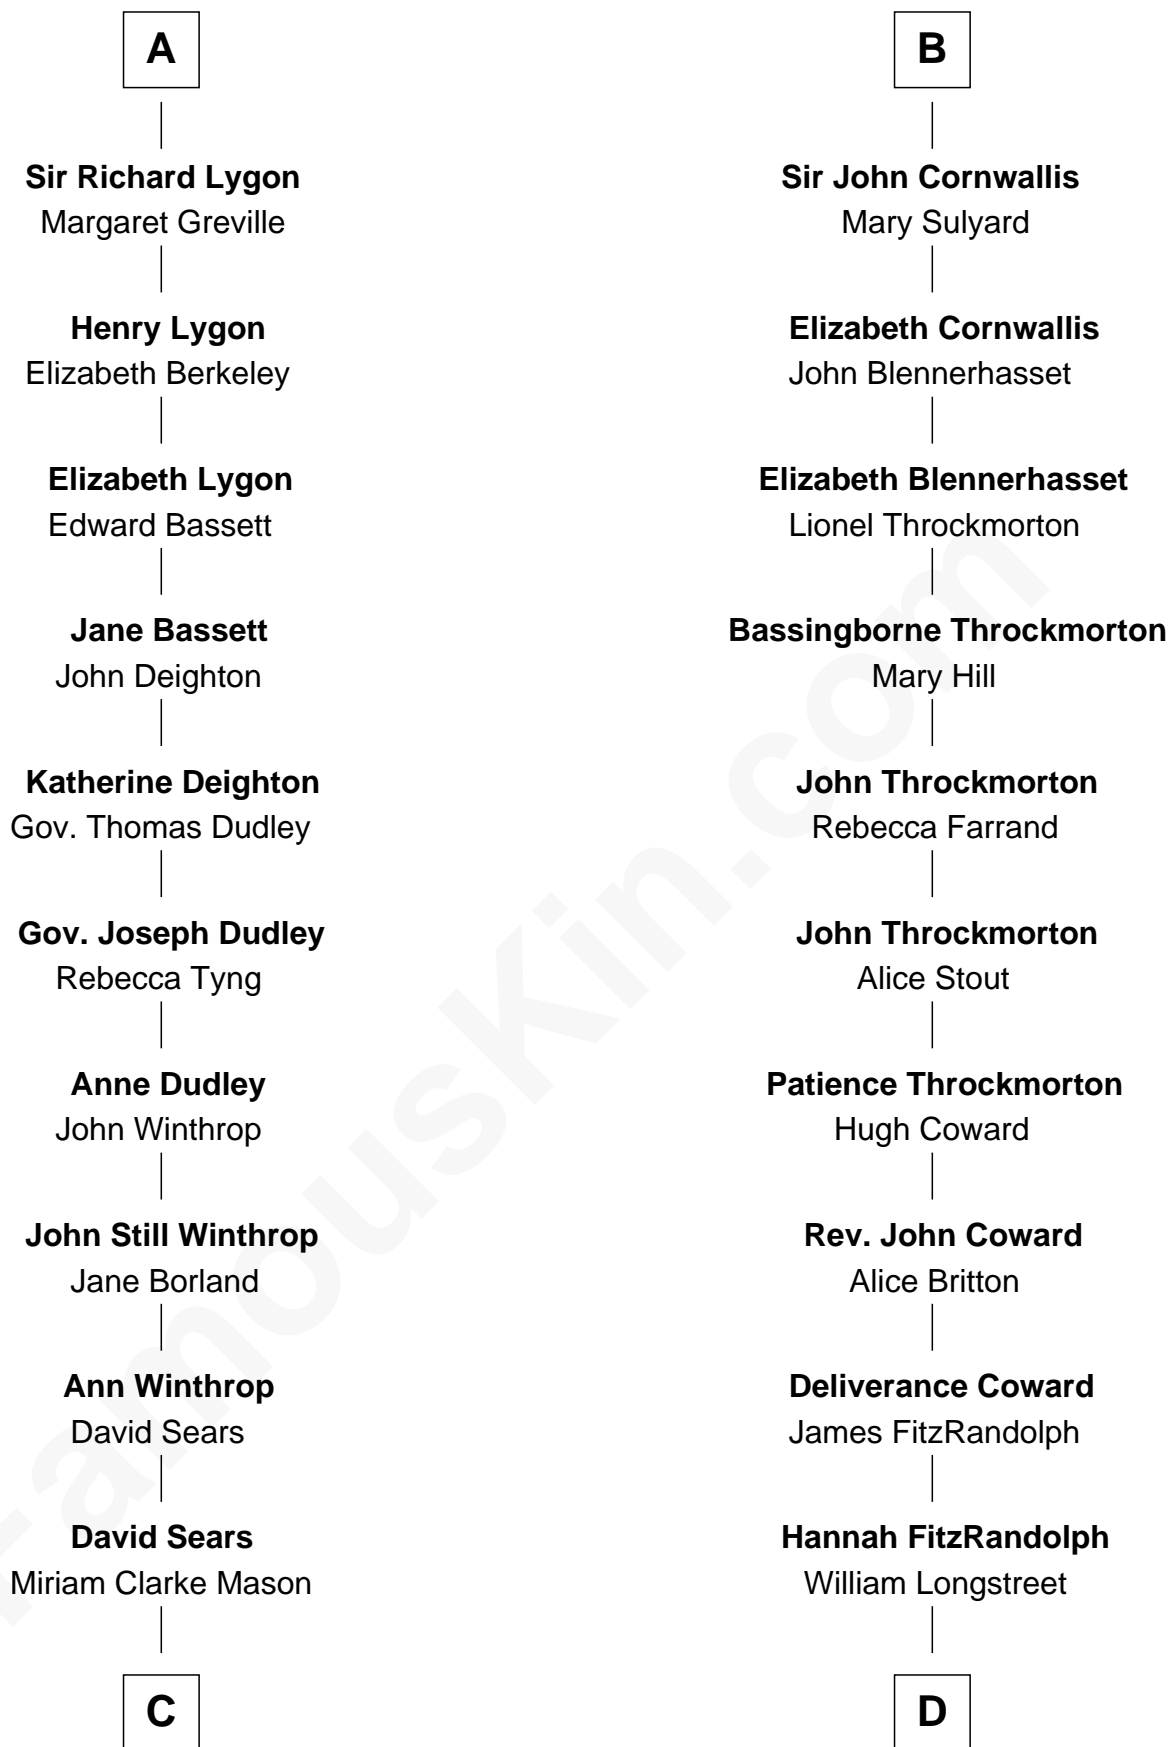 A
Sir Richard Lygon
Margaret Greville
Henry Lygon
Elizabeth Berkeley
Elizabeth Lygon
Edward Bassett
Jane Bassett
John Deighton
Katherine Deighton
Gov. Thomas Dudley
Gov. Joseph Dudley
Rebecca Tyng
Anne Dudley
John Winthrop
John Still Winthrop
Jane Borland
Ann Winthrop
David Sears
David Sears
Miriam Clarke Mason
C
B
Sir John Cornwallis
Mary Sulyard
Elizabeth Cornwallis
John Blennerhasset
Elizabeth Blennerhasset
Lionel Throckmorton
Bassingborne Throckmorton
Mary Hill
John Throckmorton
Rebecca Farrand
John Throckmorton
Alice Stout
Patience Throckmorton
Hugh Coward
Rev. John Coward
Alice Britton
Deliverance Coward
James FitzRandolph
Hannah FitzRandolph
William Longstreet
D
FamousKin.com